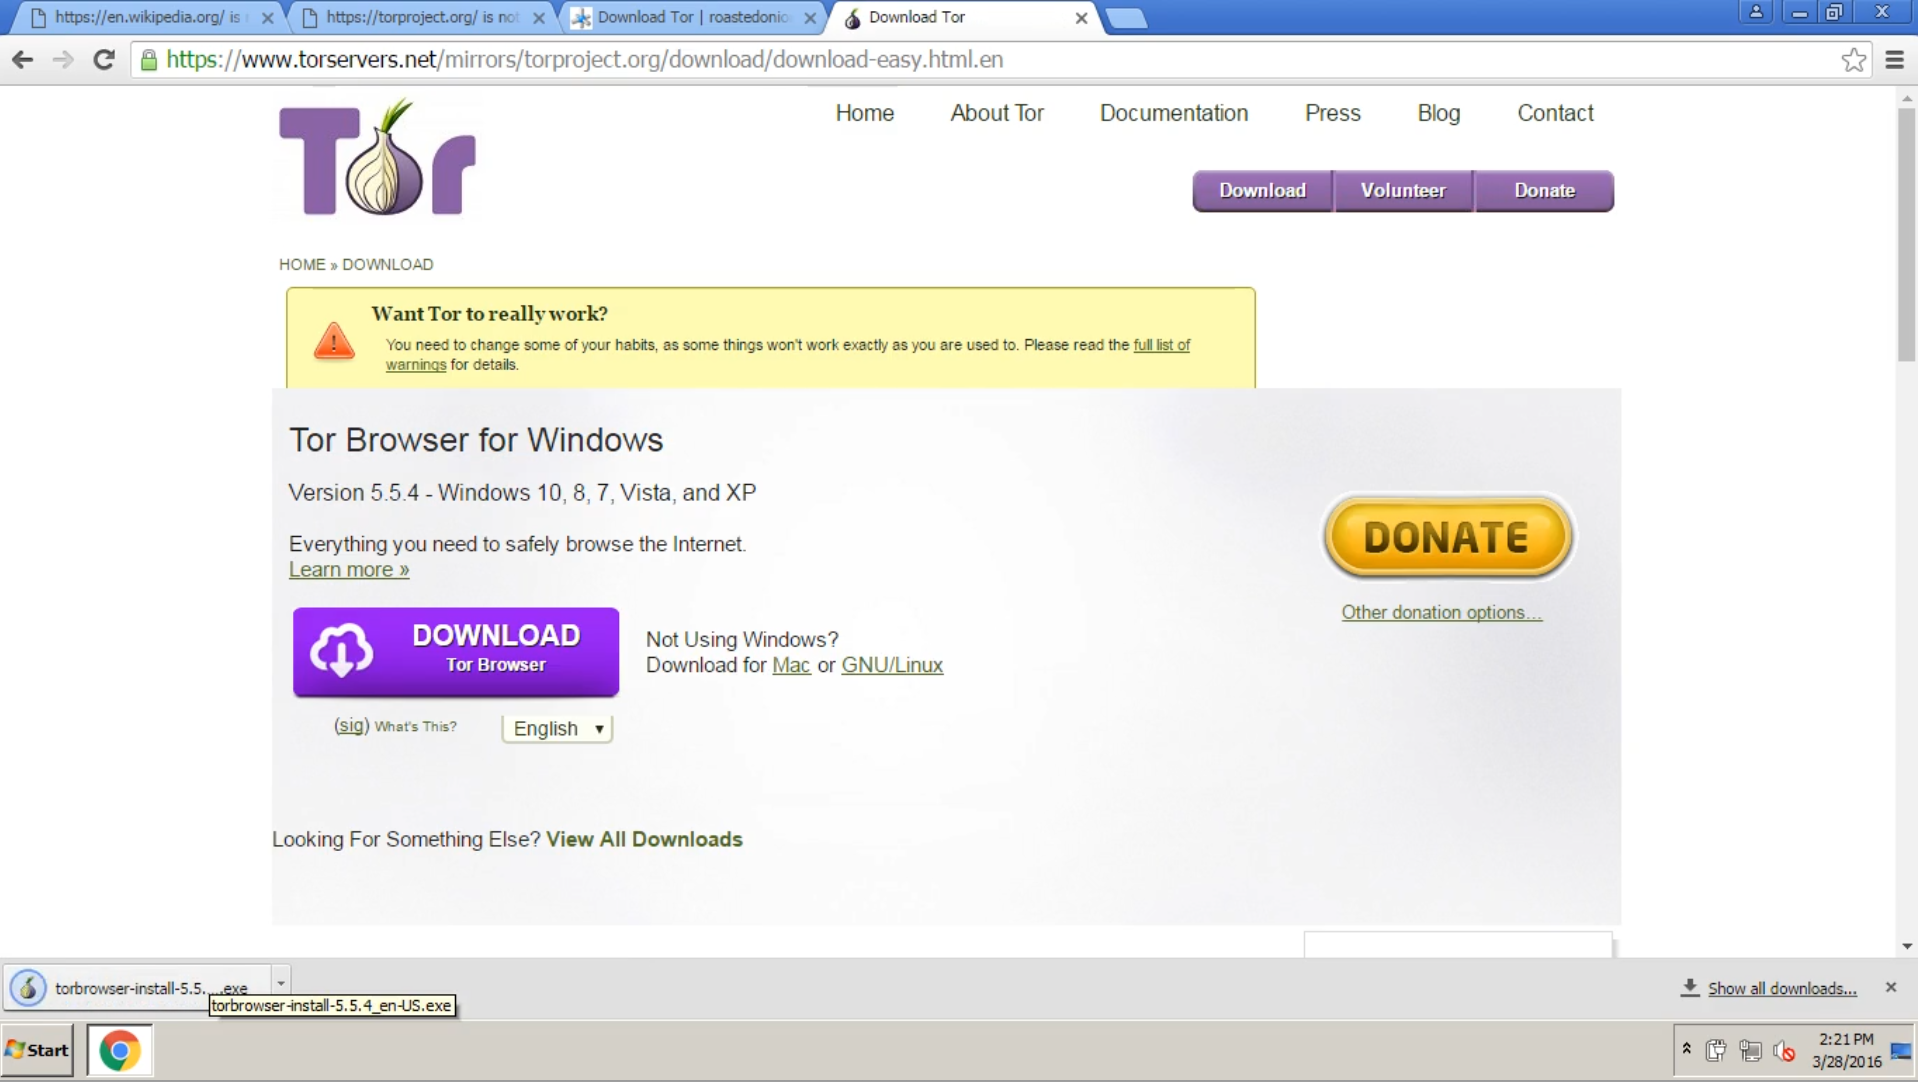 https://en.wikipedia.org/ is
https://torproject.org/ is not
Download Tor | roastedonio
Download Tor
https://www.torservers.net/mirrors/torproject.org/download/download-easy.html.en
Tor
Home
About Tor
Documentation
Press
Blog
Contact
Download
Volunteer
Donate
HOME » DOWNLOAD
Want Tor to really work?
You need to change some of your habits, as some things won't work exactly as you are used to. Please read the full list of
warnings for details.
Tor Browser for Windows
Version 5.5.4 - Windows 10, 8, 7, Vista, and XP
Everything you need to safely browse the Internet.
Learn more »
DONATE
Other donation options...
DOWNLOAD
Tor Browser
Not Using Windows?
Download for Mac or GNU/Linux
(sig) What's This?
English
Looking For Something Else? View All Downloads
torbrowser-install-5.5....exe
torbrowser-install-5.5.4_en-US.exe
Show all downloads...
Start
2:21 PM
3/28/2016